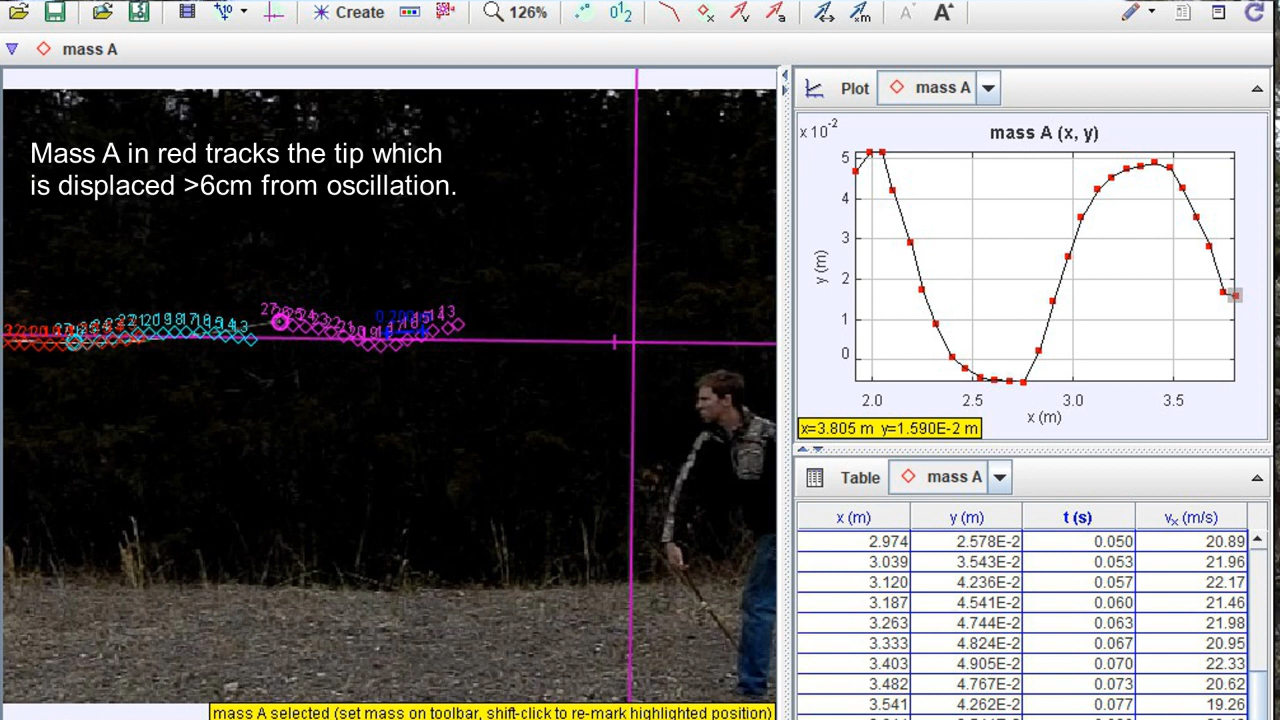 Create
126%
mass A
Mass A in red tracks the tip which
is displaced >6cm from oscillation.
Plot
mass A
x 10-2
mass A (x, y)
5
4
3
2
1
0
y (m)
2.0 2.5 3.0 3.5
x (m)
x=3.805 m y=1.590E-2 m
Table
mass A
x (m) y (m) t (s) vx (m/s)
2.974 2.578E-2 0.050 20.89
3.039 3.543E-2 0.053 21.96
3.120 4.236E-2 0.057 22.17
3.187 4.541E-2 0.060 21.46
3.263 4.744E-2 0.063 21.98
3.333 4.824E-2 0.067 20.95
3.403 4.905E-2 0.070 22.33
3.482 4.767E-2 0.073 20.62
3.541 4.262E-2 0.077 19.26
mass A selected (set mass on toolbar, shift-click to re-mark highlighted position)